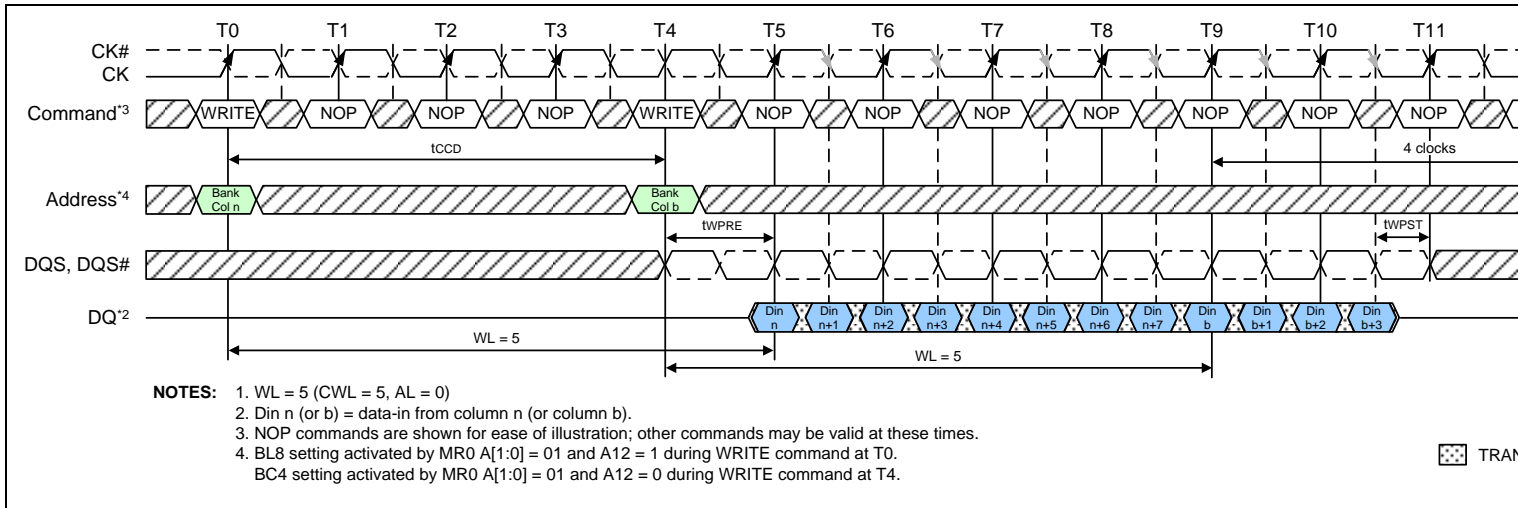 T0 T1 T2 T3 T4 T5 T6 T7 T8 T9 T10 T11
CK#
CK
Command*3 WRITE NOP NOP NOP WRITE NOP NOP NOP NOP NOP NOP NOP
tCCD 4 clocks
Address*4 Bank Col n Bank Col b
tWPRE tWPST
DQS, DQS#
DQ*2 Din n Din n+1 Din n+2 Din n+3 Din n+4 Din n+5 Din n+6 Din n+7 Din b Din b+1 Din b+2 Din b+3
WL = 5
WL = 5
NOTES: 1. WL = 5 (CWL = 5, AL = 0)
2. Din n (or b) = data-in from column n (or column b).
3. NOP commands are shown for ease of illustration; other commands may be valid at these times.
4. BL8 setting activated by MR0 A[1:0] = 01 and A12 = 1 during WRITE command at T0.
BC4 setting activated by MR0 A[1:0] = 01 and A12 = 0 during WRITE command at T4.
TRAN